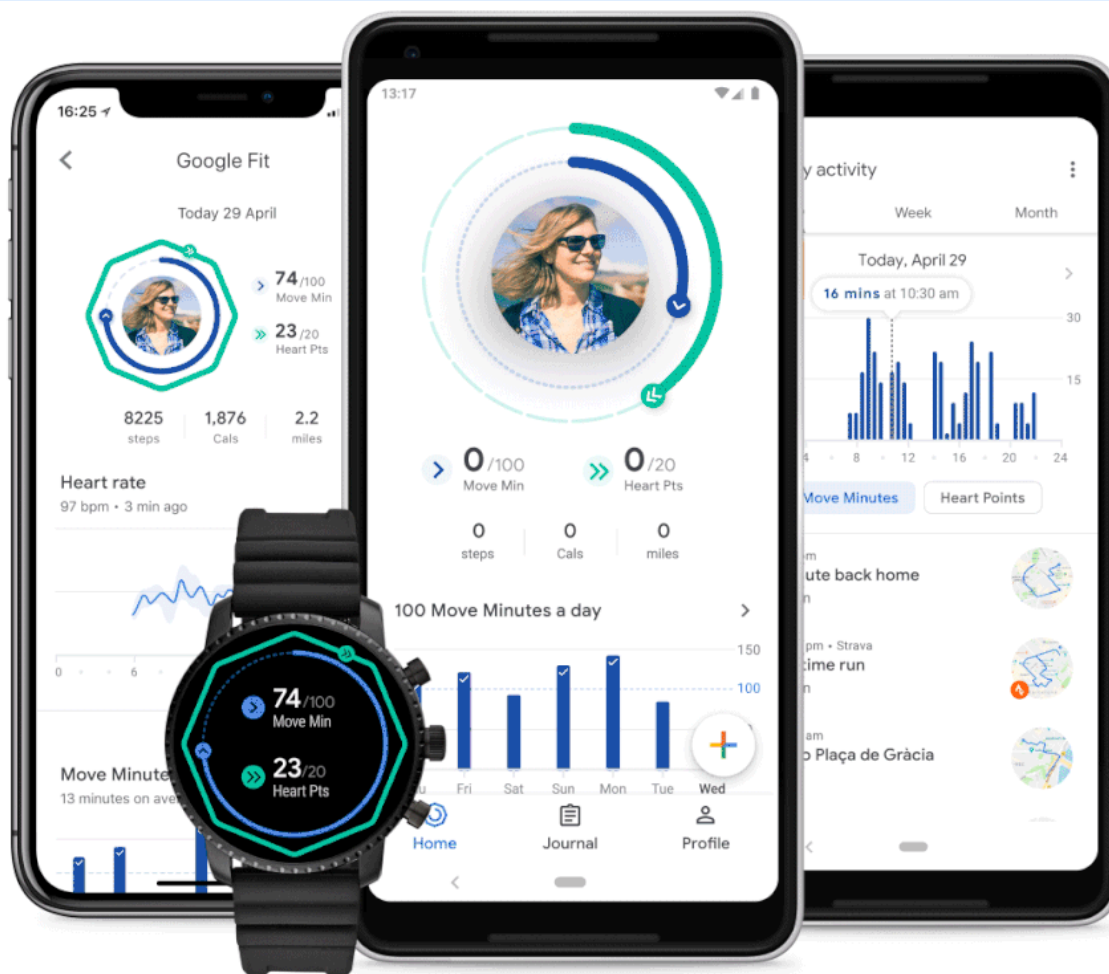 16:25
Google Fit
Today 29 April
74/100
Move Min
23/20
Heart Pts
8225 1,876 2.2
steps Cals miles
Heart rate
97 bpm • 3 min ago
0 6
Move Minute
13 minutes on ave
74/100
Move Min
23/20
Heart Pts
13:17
0/100 0/20
Move Min Heart Pts
0 0 0
steps Cals miles
100 Move Minutes a day
150
100
Fri Sat Sun Mon Tue Wed
Home Journal Profile
y activity
Week Month
Today, April 29
16 mins at 10:30 am
30
15
4 8 12 16 20 24
Move Minutes Heart Points
ute back home
pm • Strava
time run
am
o Plaça de Gràcia